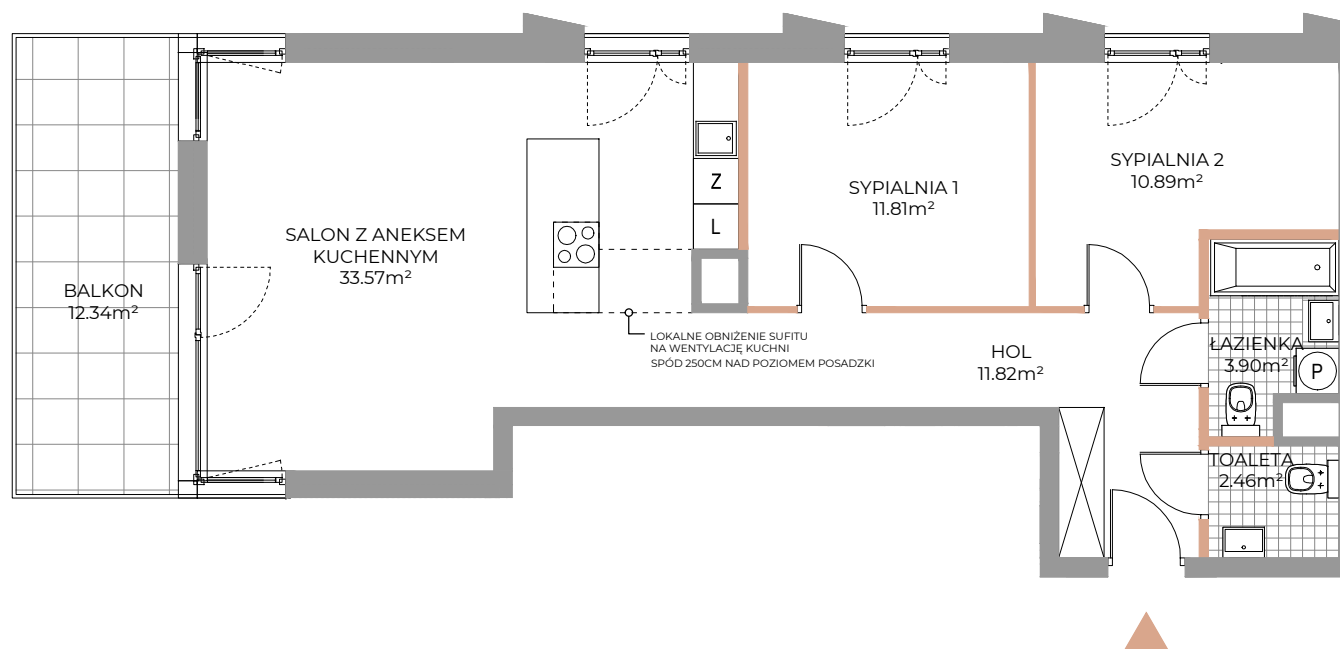 SYPIALNIA 2
10.89m²
Z
SYPIALNIA 1
11.81m²
L
SALON Z ANEKSEM
KUCHENNYM
33.57m²
BALKON
12.34m²
LOKALNE OBNIŻENIE SUFITU
NA WENTYLACJĘ KUCHNI
SPÓD 250CM NAD POZIOMEM POSADZKI
HOL
11.82m²
ŁAZIENKA
3.90m²
P
TOALETA
2.46m²